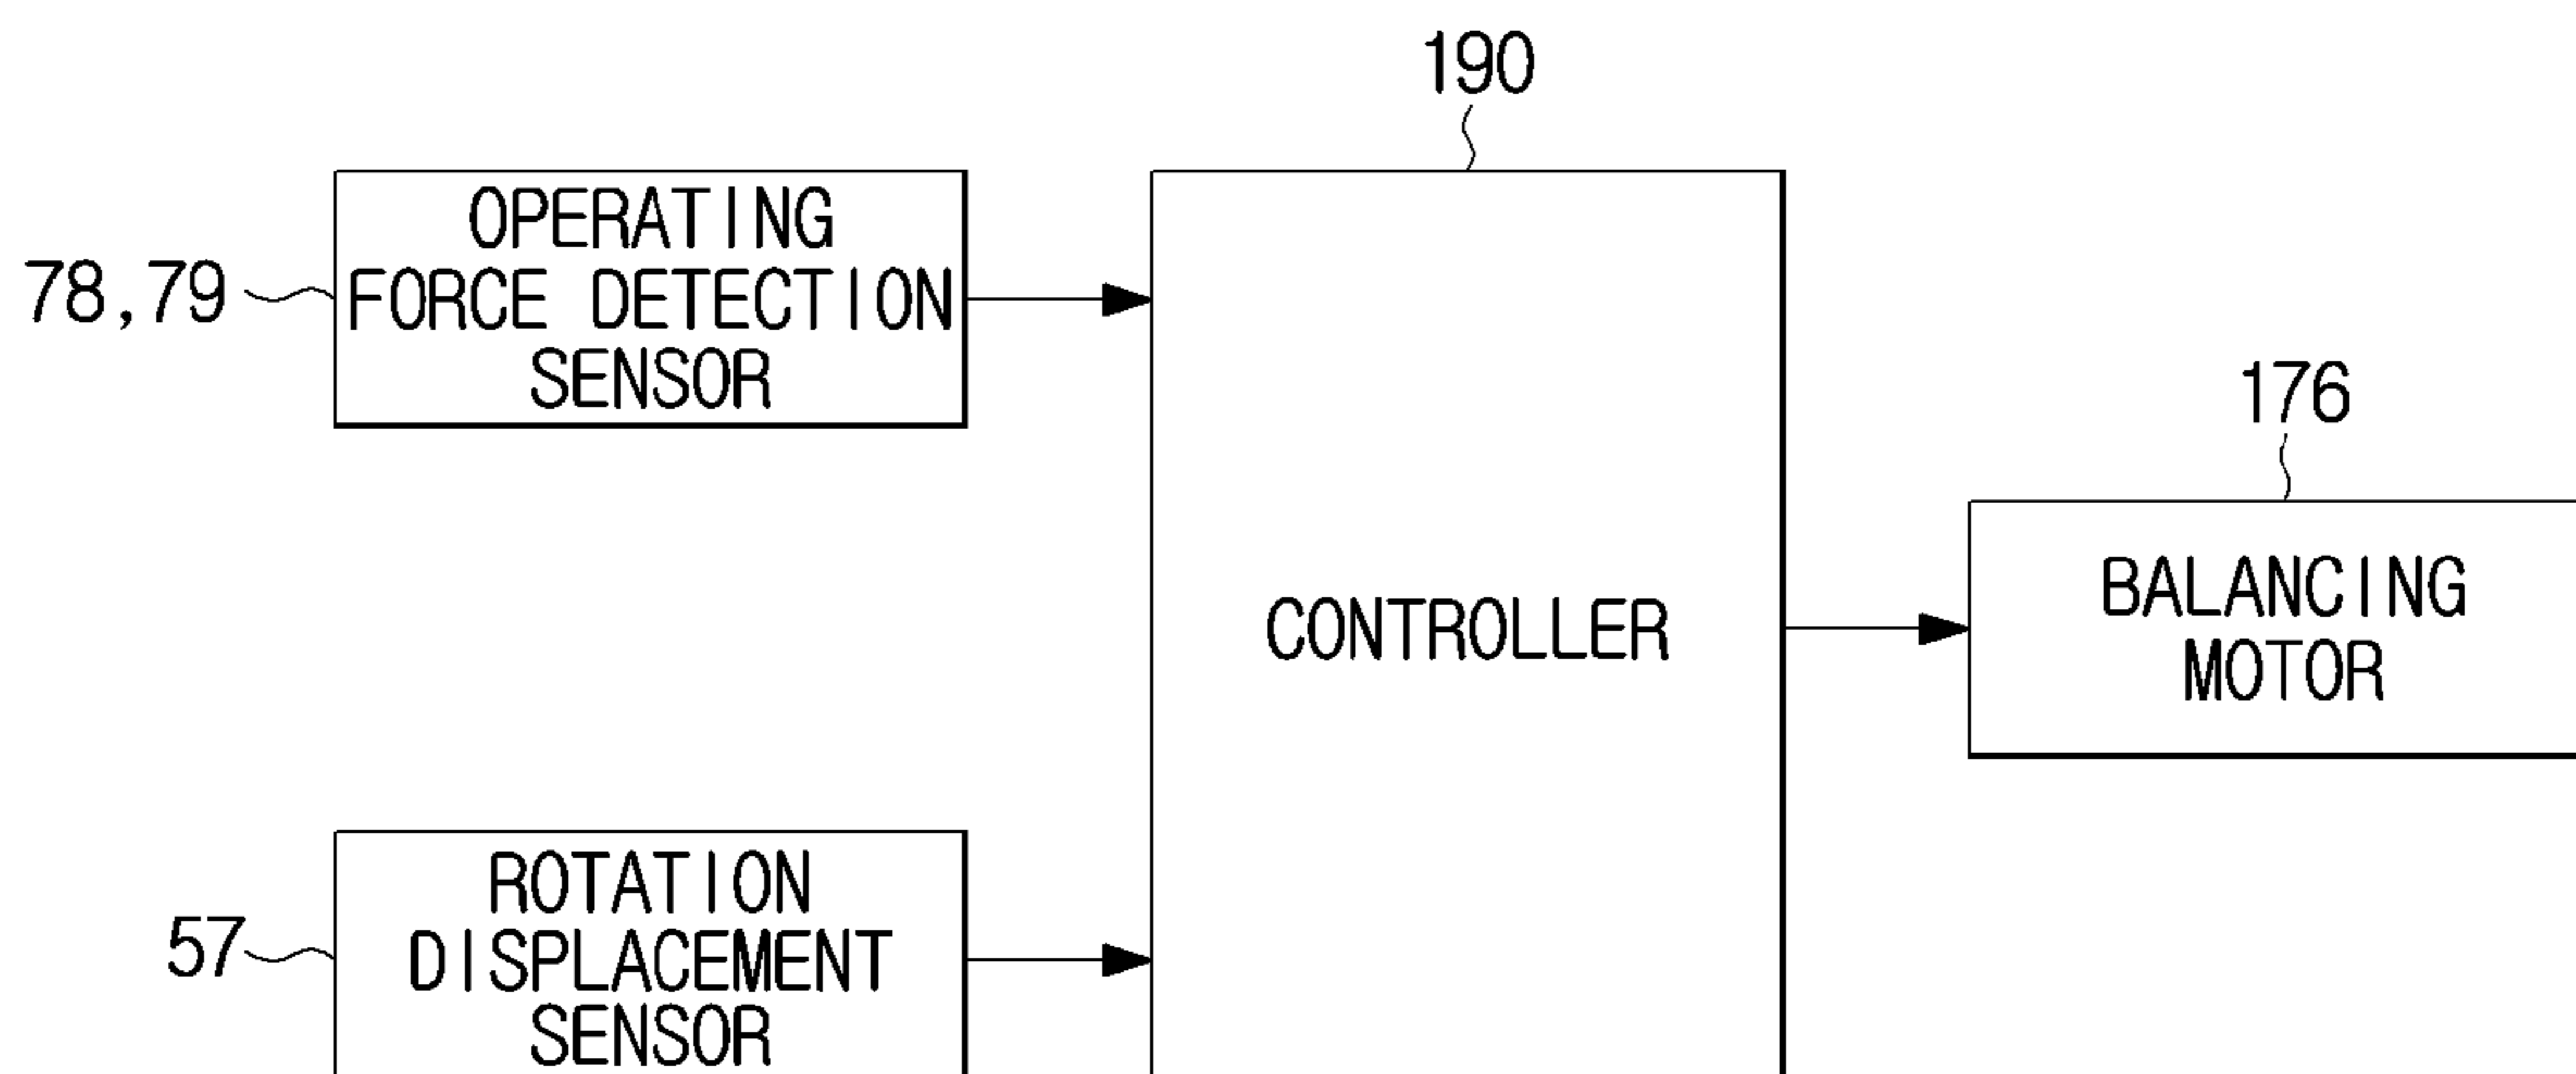 190
OPERATING
FORCE DETECTION
SENSOR
78,79
176
CONTROLLER
BALANCING
MOTOR
ROTATION
DISPLACEMENT
SENSOR
57